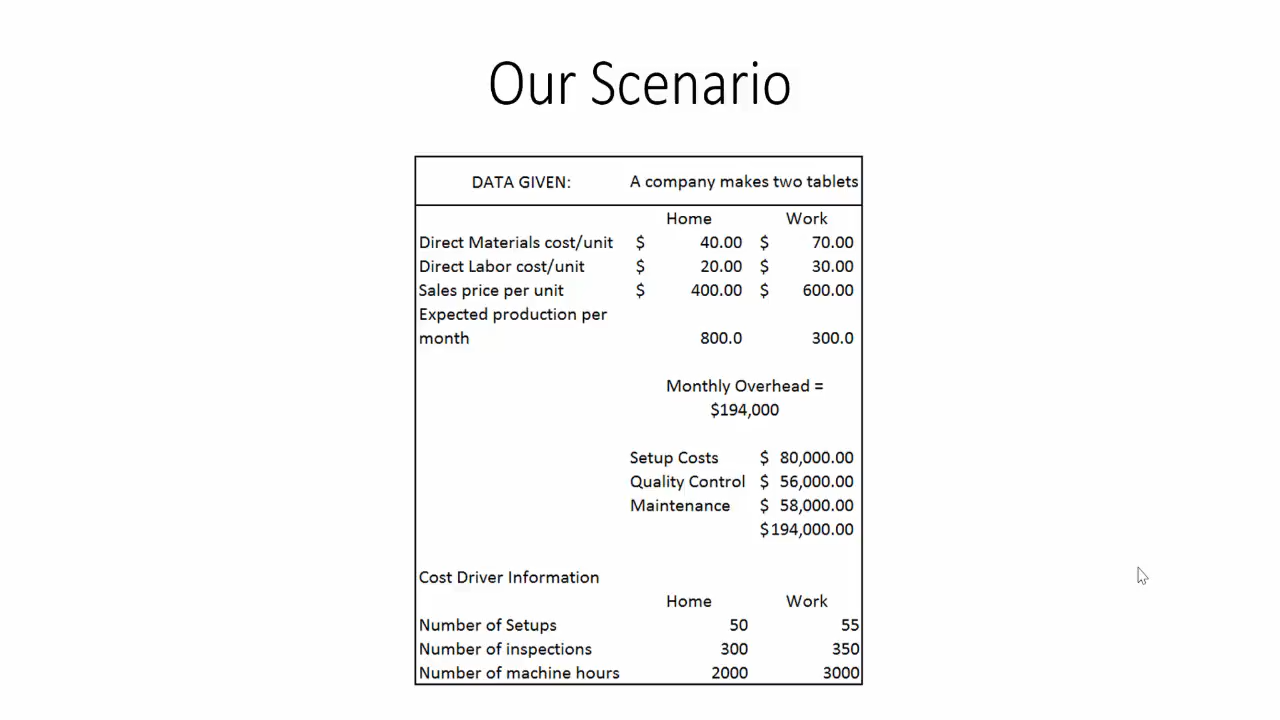 Our Scenario
DATA GIVEN: A company makes two tablets
Home Work
Direct Materials cost/unit $ 40.00 $ 70.00
Direct Labor cost/unit $ 20.00 $ 30.00
Sales price per unit $ 400.00 $ 600.00
Expected production per
month 800.0 300.0
Monthly Overhead =
$194,000
Setup Costs $ 80,000.00
Quality Control $ 56,000.00
Maintenance $ 58,000.00
$194,000.00
Cost Driver Information
Home Work
Number of Setups 50 55
Number of inspections 300 350
Number of machine hours 2000 3000